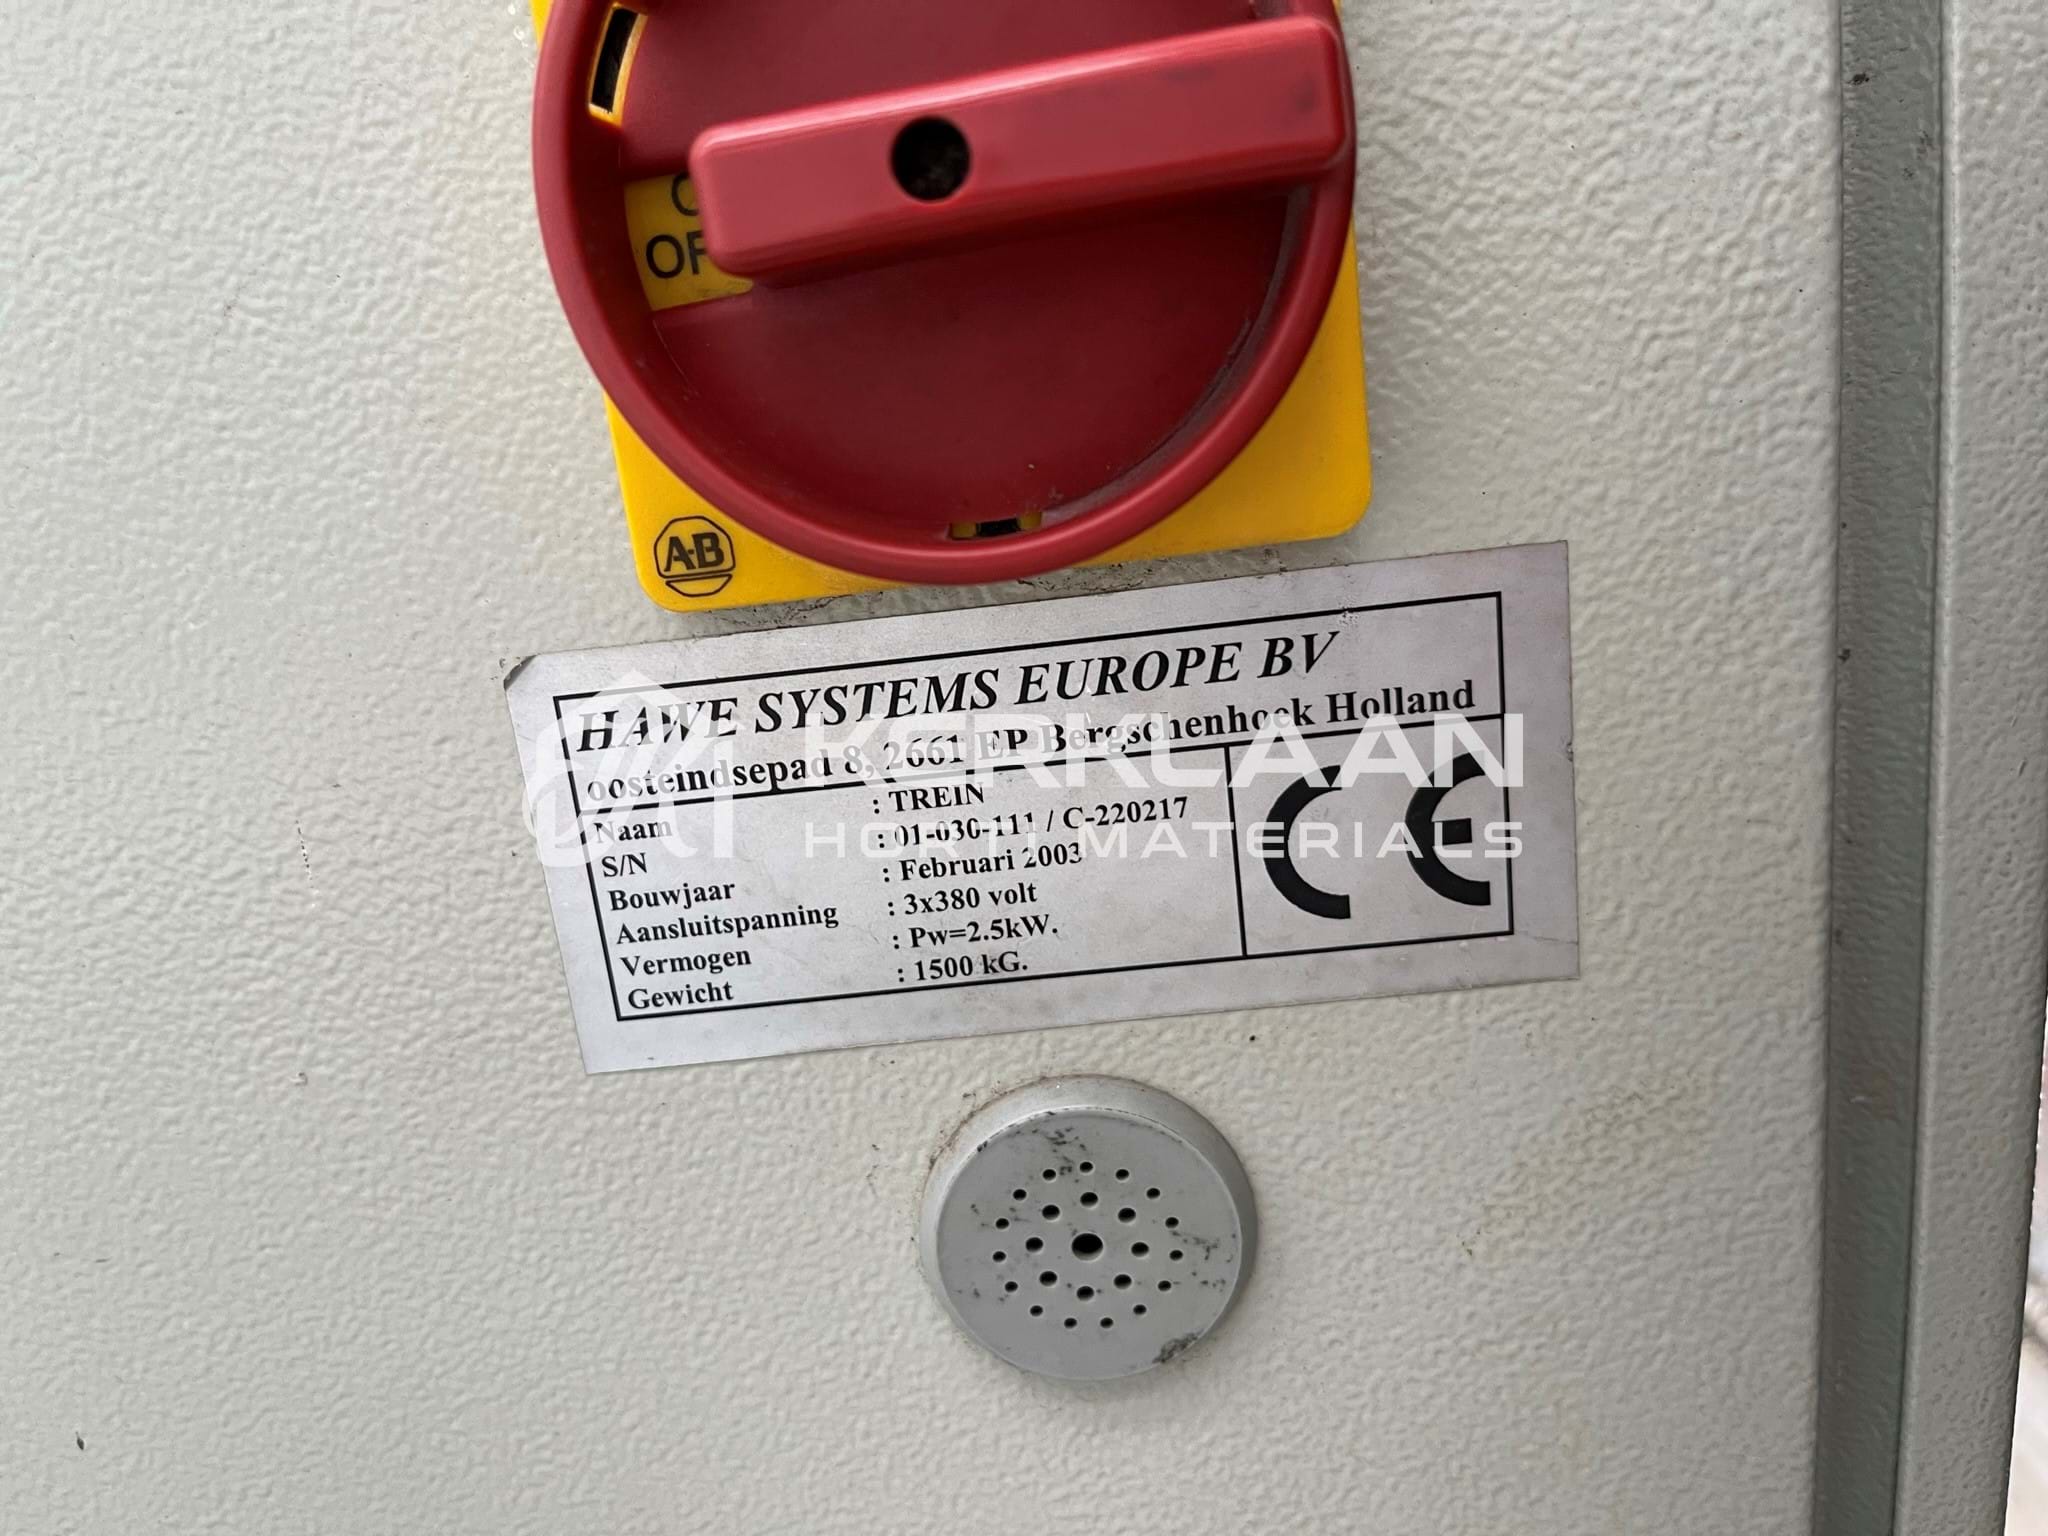 OF
A-B
HAWE SYSTEMS EUROPE BV
oosteindsepad 8, 2661 EP Bergschenhoek Holland
Naam : TREIN
S/N : 01-030-111 / C-220217
Bouwjaar : Februari 2003
Aansluitspanning : 3x380 volt
Vermogen : Pw=2.5kW.
Gewicht : 1500 kG.
CE
KERKLAAN
HORTI MATERIALS